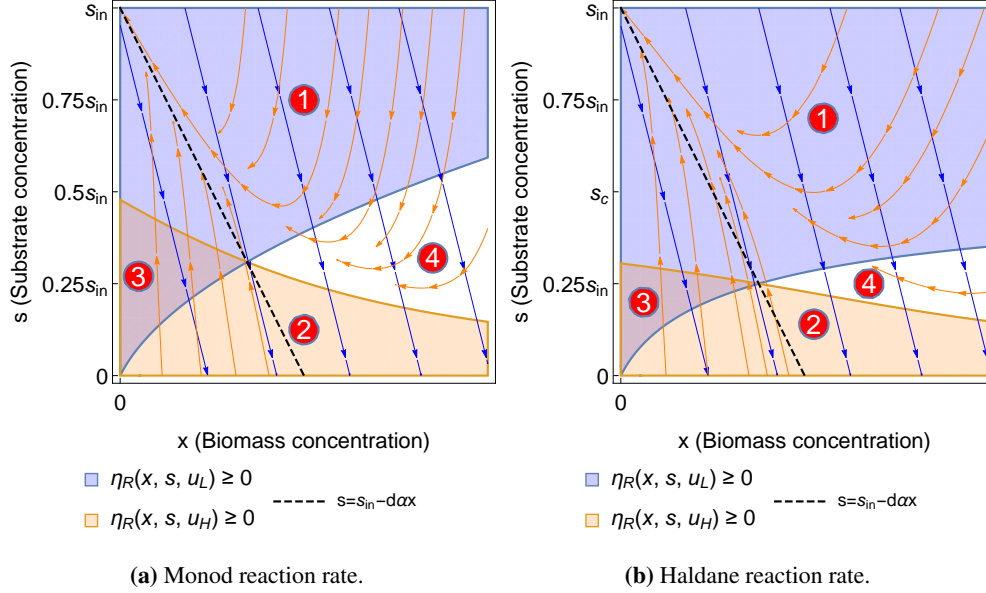 s (Substrate concentration)
s_in
0.75s_in
0.5s_in
0.25s_in
0
0
1
3
4
2
x (Biomass concentration)
η_R(x, s, u_L) ≥ 0
η_R(x, s, u_H) ≥ 0
s=s_in−dαx
(a) Monod reaction rate.
s (Substrate concentration)
s_in
0.75s_in
s_c
0.25s_in
0
0
1
3
4
2
x (Biomass concentration)
η_R(x, s, u_L) ≥ 0
η_R(x, s, u_H) ≥ 0
s=s_in−dαx
(b) Haldane reaction rate.